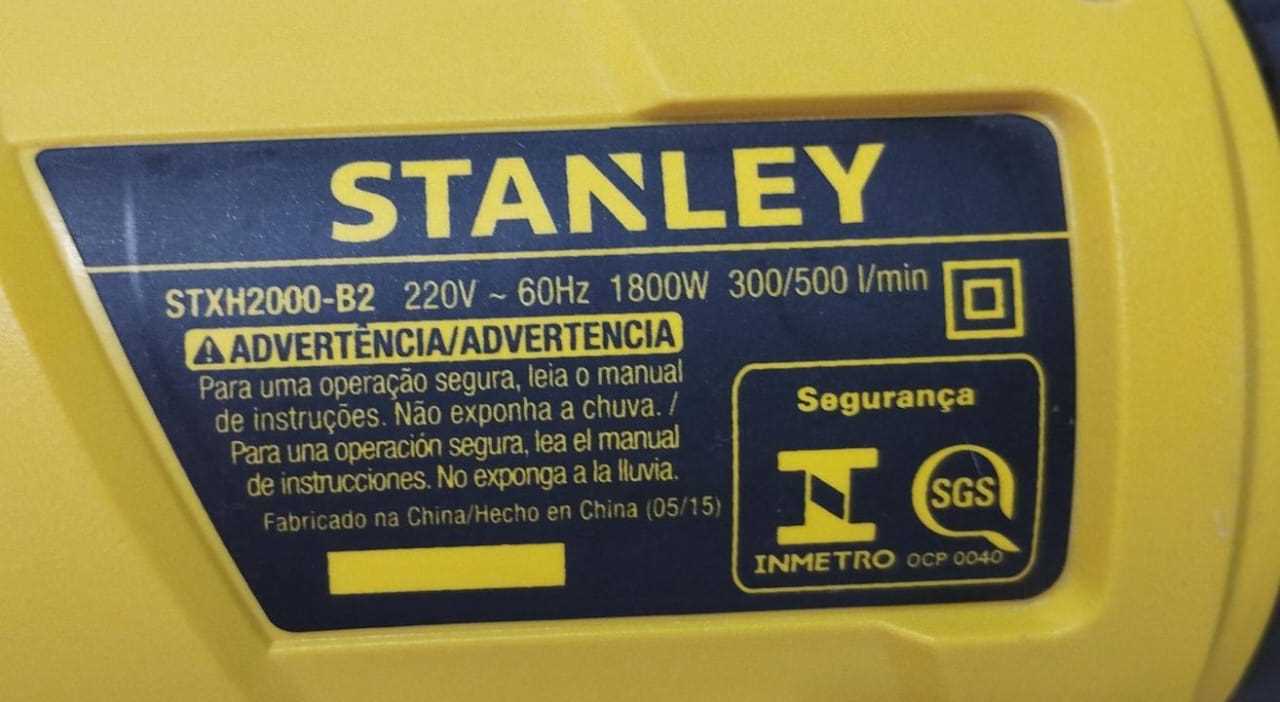 STANLEY
STXH2000-B2 220V ~ 60Hz 1800W 300/500 l/min
ADVERTÊNCIA/ADVERTENCIA
Para uma operação segura, leia o manual
de instruções. Não exponha a chuva. /
Para una operación segura, lea el manual
de instrucciones. No exponga a la lluvia.
Fabricado na China/Hecho en China (05/15)
Segurança
SGS
INMETRO OCP 0040